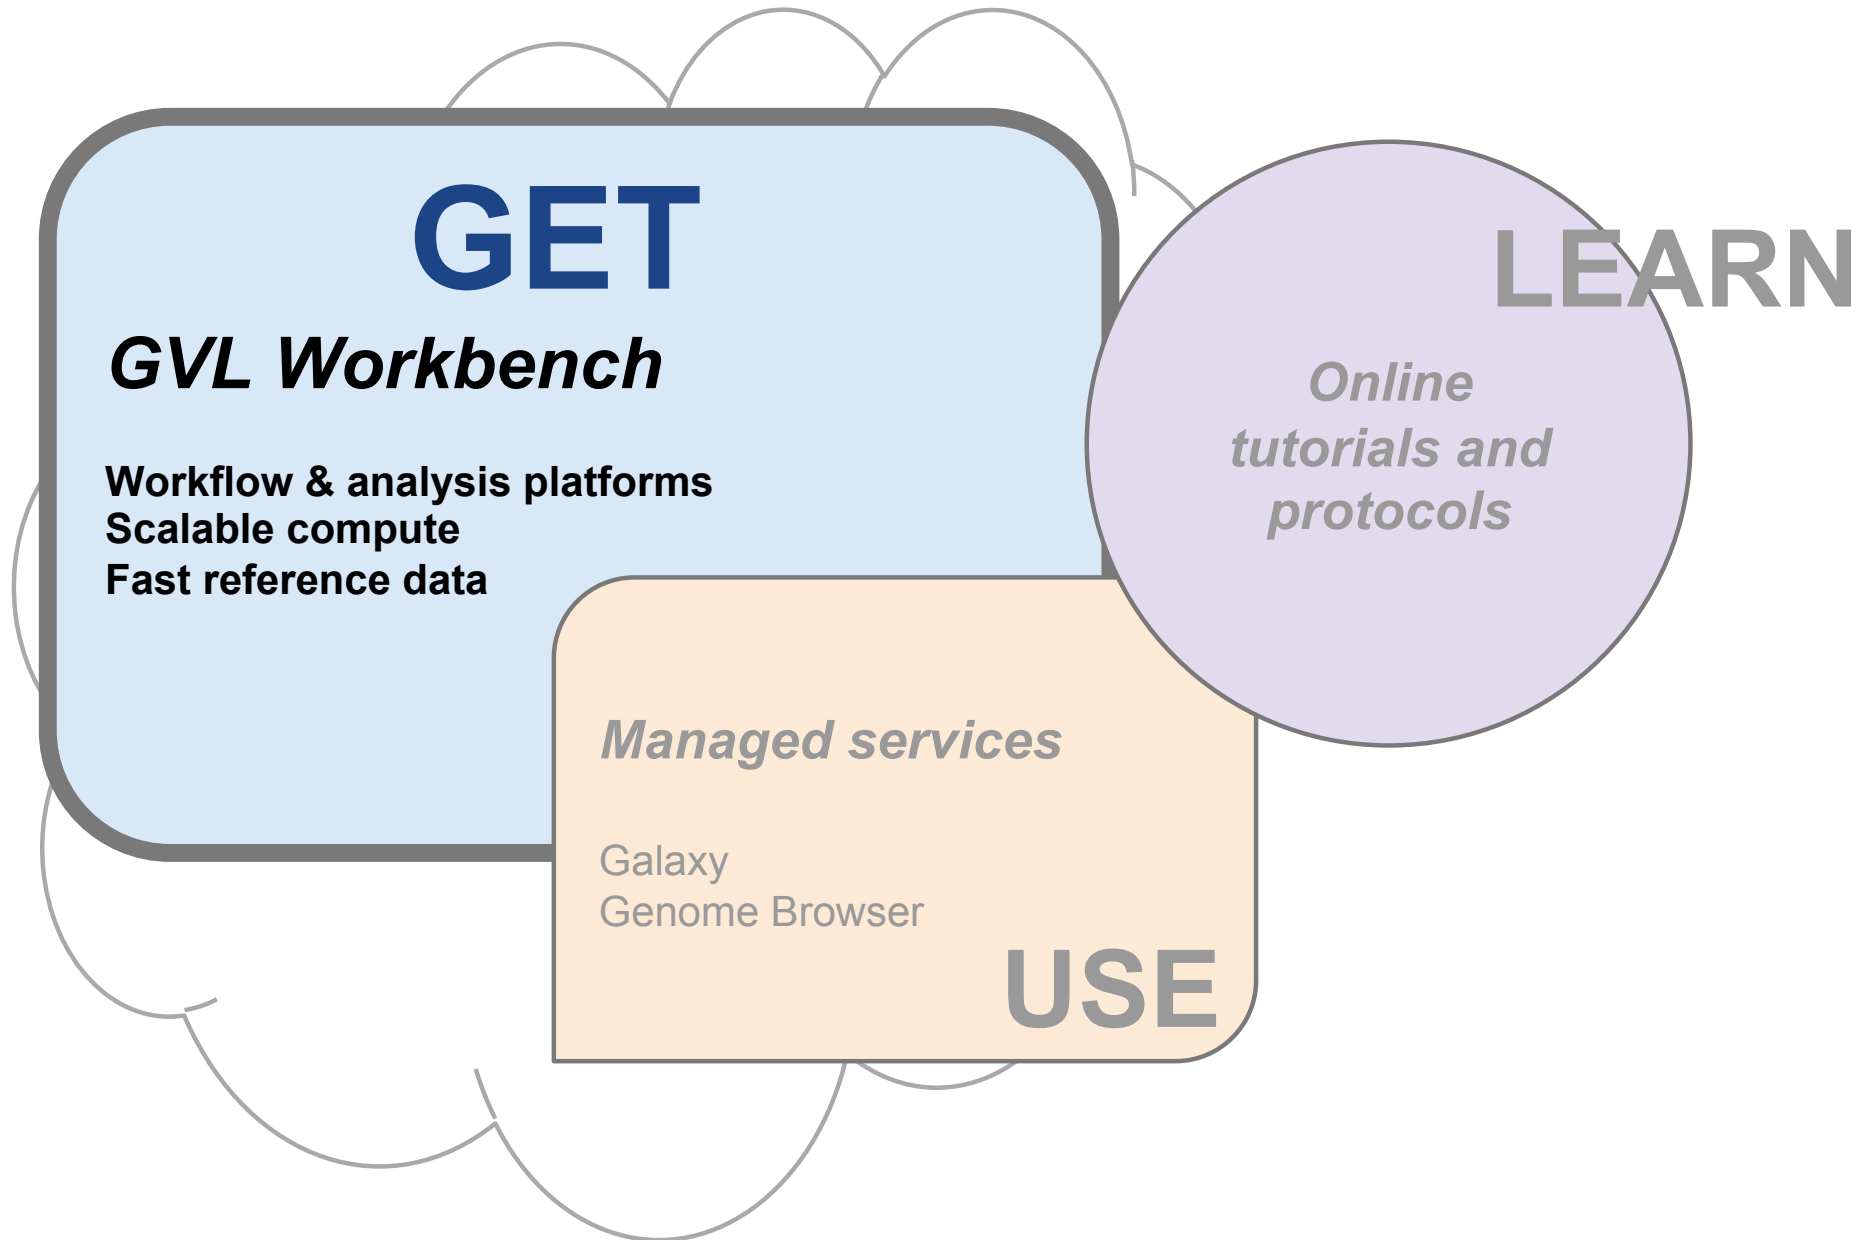 GET
GVL Workbench
Workflow & analysis platforms
Scalable compute
Fast reference data
LEARN
Online
tutorials and
protocols
Managed services
Galaxy
Genome Browser
USE